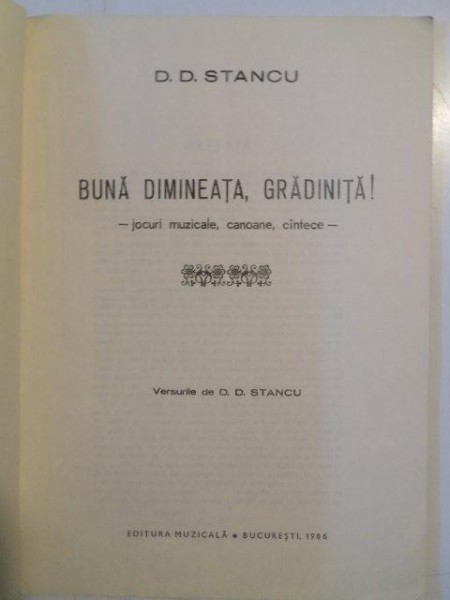 D. D. STANCU
BUNĂ DIMINEAȚA, GRĂDINIȚĂ!
— jocuri muzicale, canoane, cîntece —
Versurile de D. D. STANCU
EDITURA MUZICALĂ • BUCUREȘTI, 1986